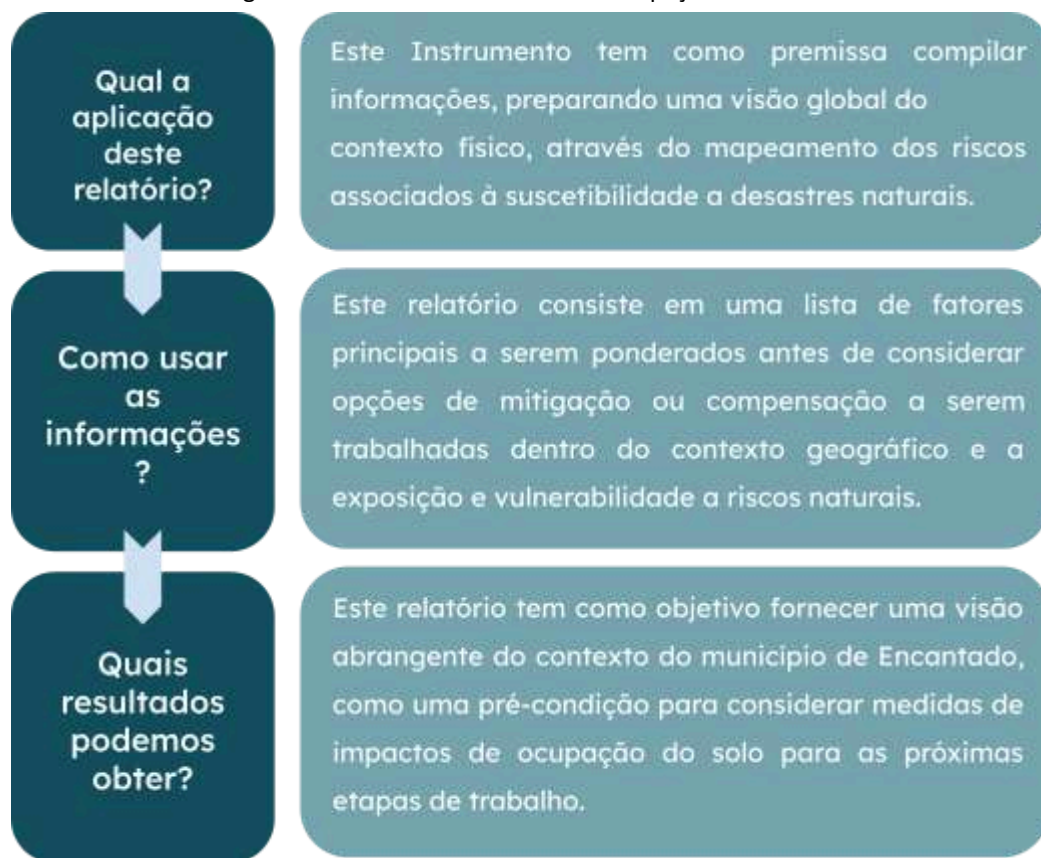 Qual a
aplicação
deste
relatório?
Este Instrumento tem como premissa compilar
informações, preparando uma visão global do
contexto físico, através do mapeamento dos riscos
associados à suscetibilidade a desastres naturais.
Como usar
as
informações
?
Este relatório consiste em uma lista de fatores
principais a serem ponderados antes de considerar
opções de mitigação ou compensação a serem
trabalhadas dentro do contexto geográfico e a
exposição e vulnerabilidade a riscos naturais.
Quais
resultados
podemos
obter?
Este relatório tem como objetivo fornecer uma visão
abrangente do contexto do município de Encantado,
como uma pré-condição para considerar medidas de
impactos de ocupação do solo para as próximas
etapas de trabalho.